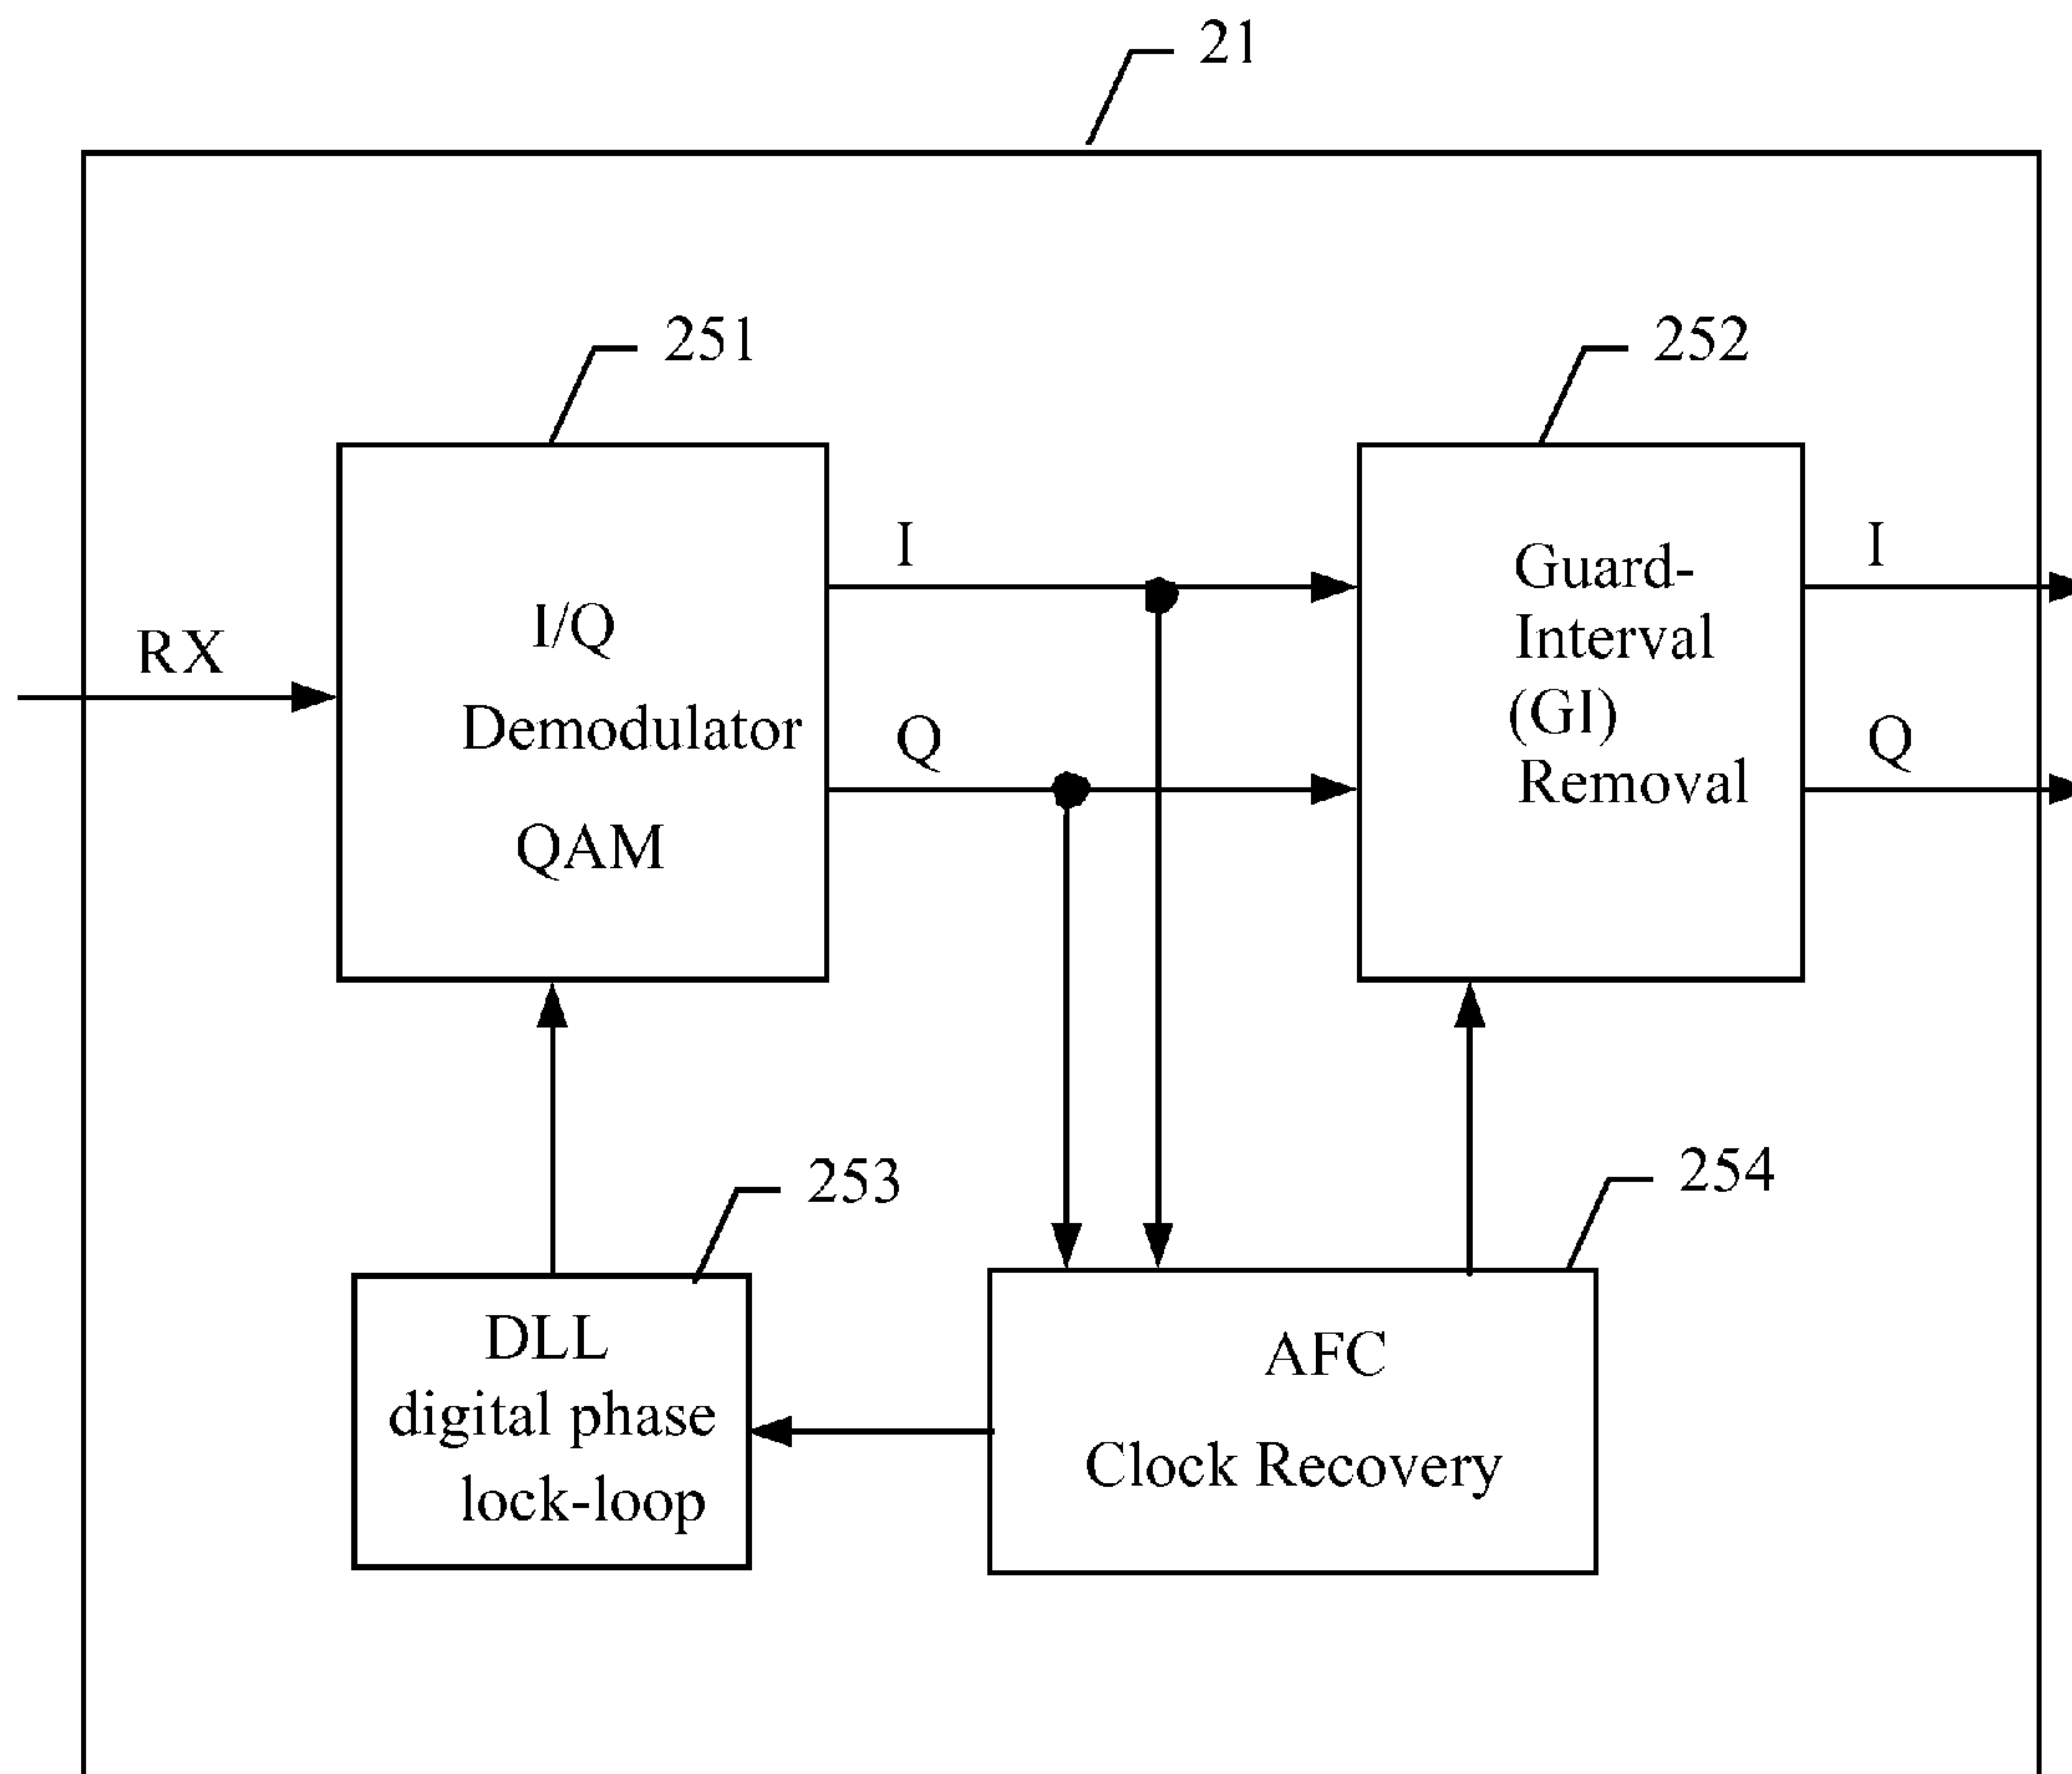 21
251
252
I
I
I/Q
Demodulator
QAM
RX
Q
Guard-
Interval
(GI)
Removal
Q
253
254
DLL
digital phase
lock-loop
AFC
Clock Recovery